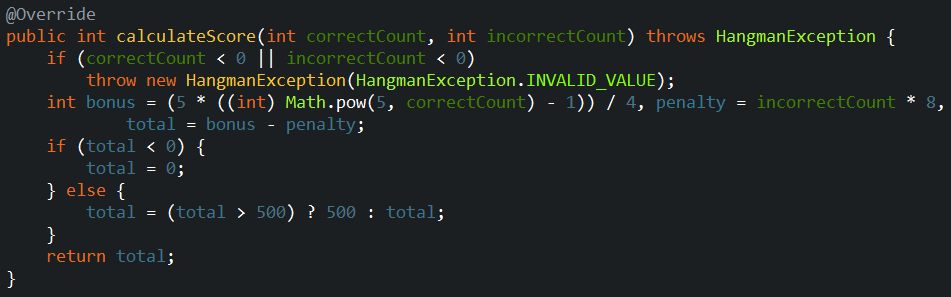 @Override
public int calculateScore(int correctCount, int incorrectCount) throws HangmanException {
    if (correctCount < 0 || incorrectCount < 0)
        throw new HangmanException(HangmanException.INVALID_VALUE);
    int bonus = (5 * ((int) Math.pow(5, correctCount) - 1)) / 4, penalty = incorrectCount * 8,
            total = bonus - penalty;
    if (total < 0) {
        total = 0;
    } else {
        total = (total > 500) ? 500 : total;
    }
    return total;
}